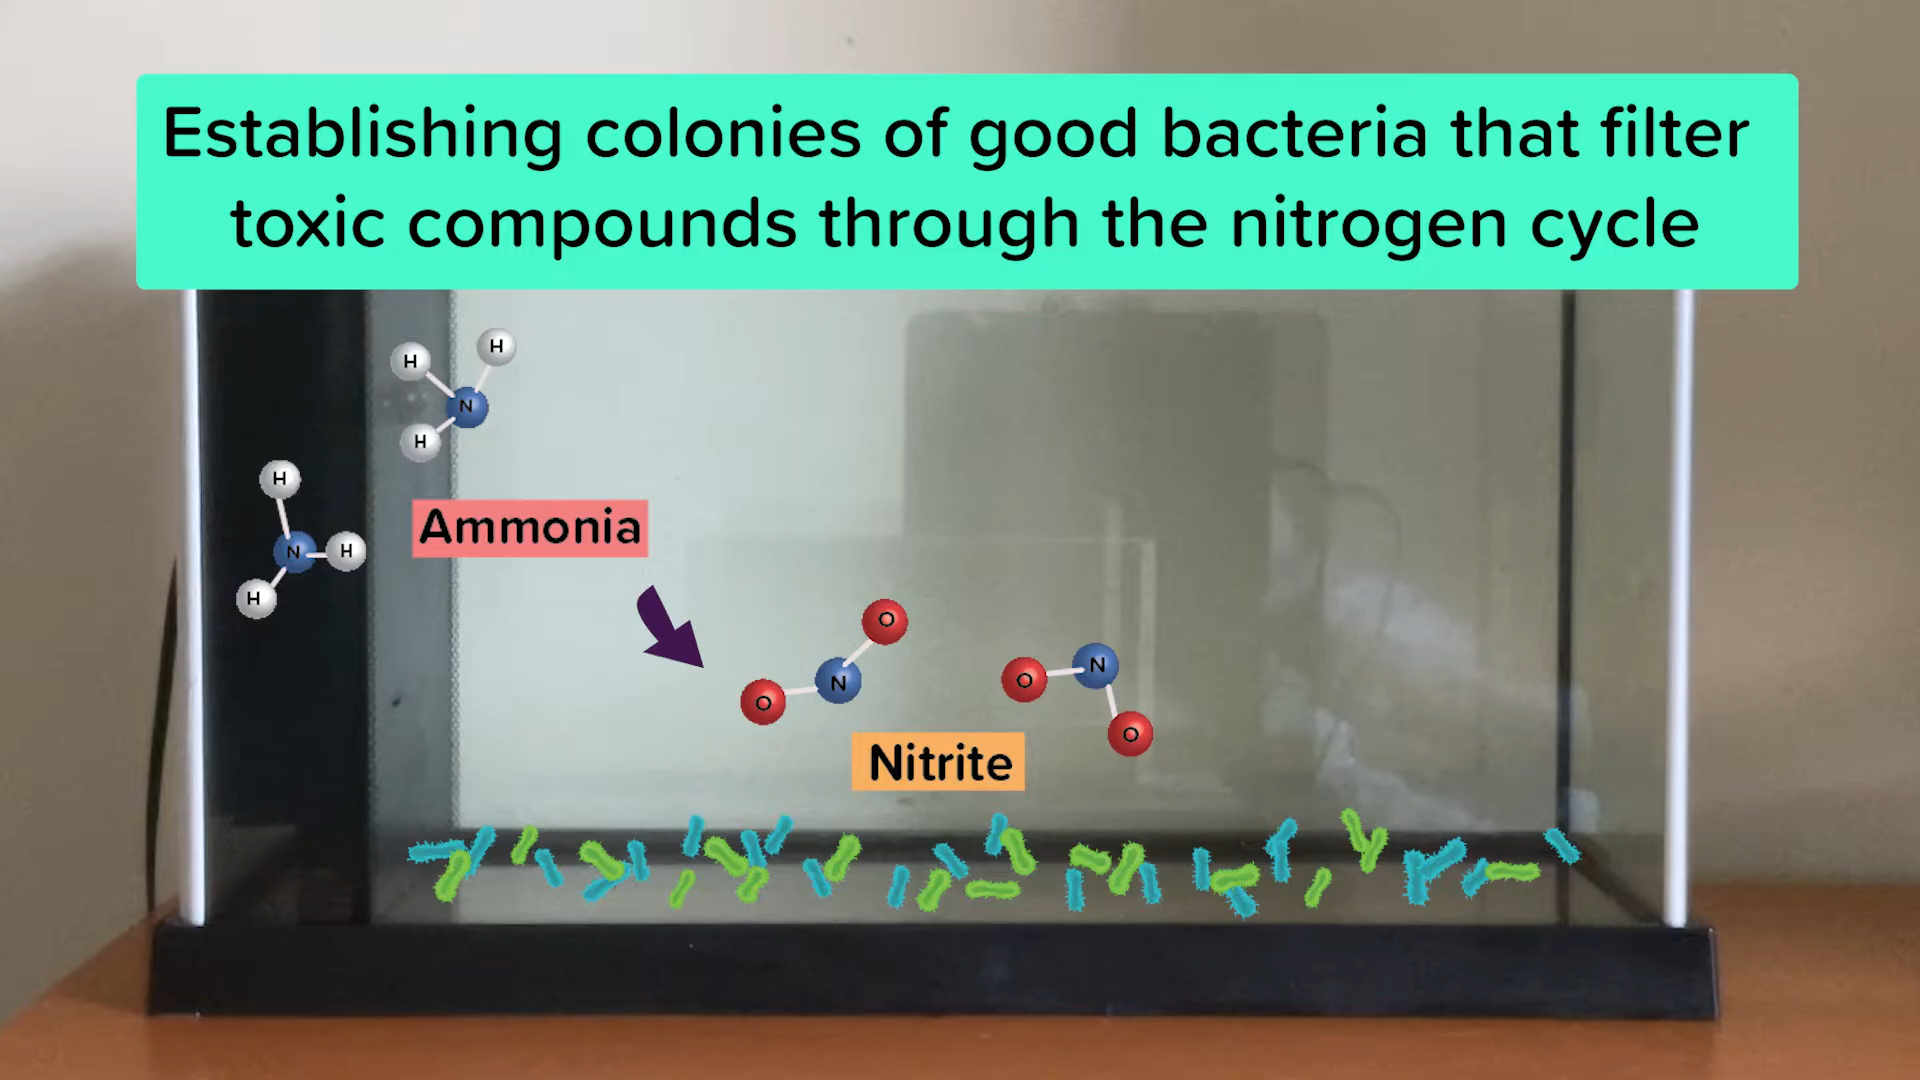 Establishing colonies of good bacteria that filter
toxic compounds through the nitrogen cycle
H
H
N
H
H
N
H
H
Ammonia
O
N
O
O
N
O
Nitrite